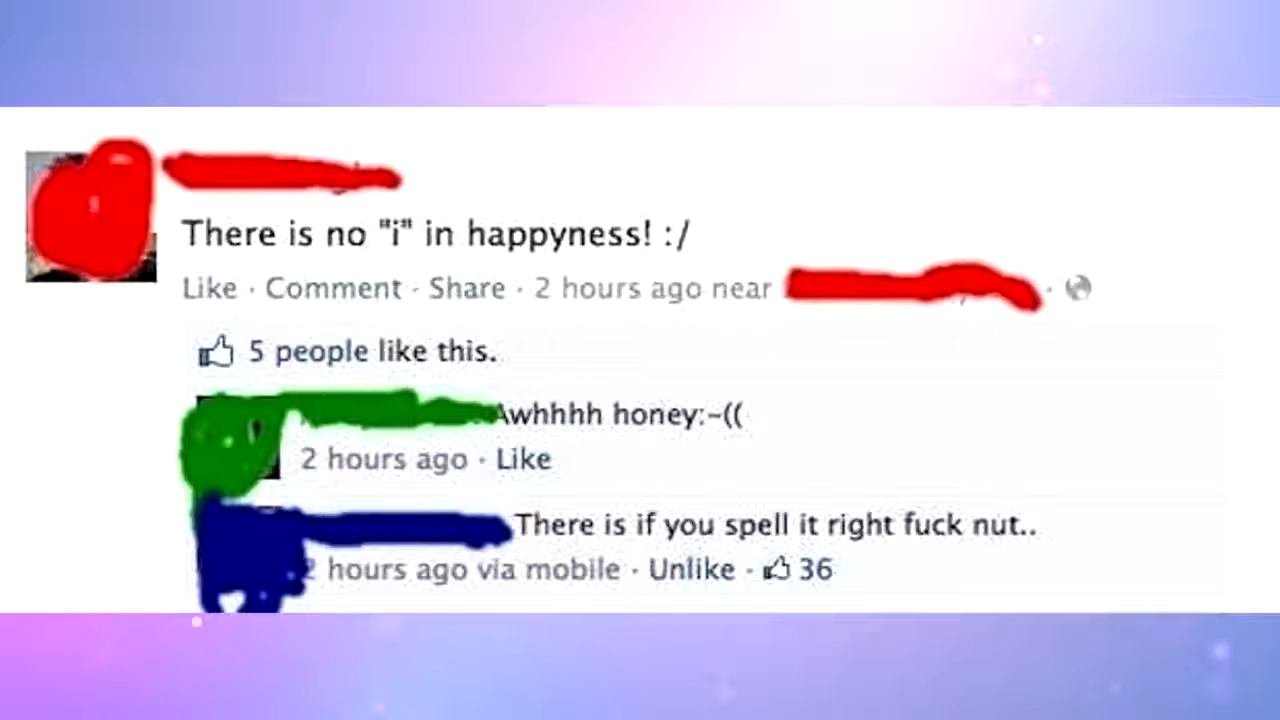 There is no "i" in happyness! :/
Like · Comment · Share · 2 hours ago near ·
5 people like this.
Awhhhh honey:-((
2 hours ago · Like
There is if you spell it right fuck nut..
2 hours ago via mobile · Unlike · 36